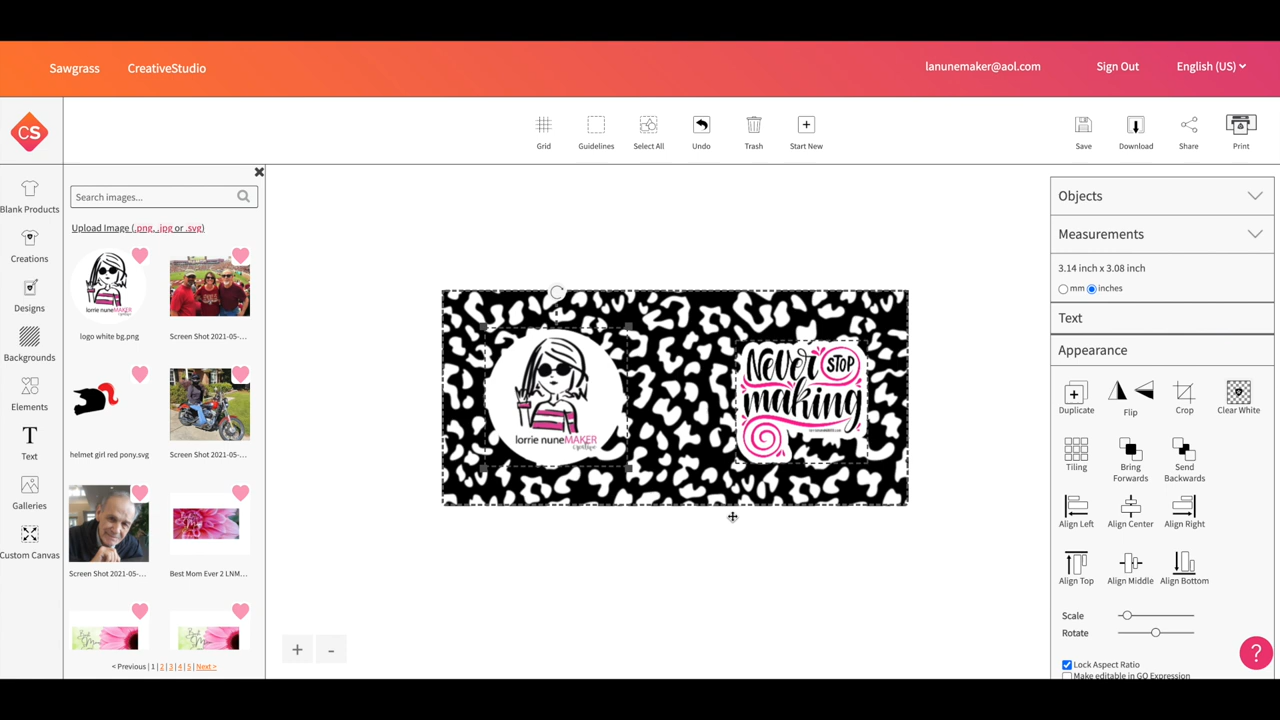 Sawgrass
CreativeStudio
lanunemaker@aol.com
Sign Out
English (US)
CS
Grid
Guidelines
Select All
Undo
Trash
Start New
Save
Download
Share
Print
Blank Products
Creations
Designs
Backgrounds
Elements
T
Text
Galleries
Custom Canvas
Search images...
Upload Image (.png, .jpg or .svg)
lorrie nuneMAKER
logo white bg.png
Screen Shot 2021-05-...
helmet girl red pony.svg
Screen Shot 2021-05-...
Screen Shot 2021-05-...
Best Mom Ever 2 LNM...
< Previous | 1 | 2 | 3 | 4 | 5 | Next >
lorrie nuneMAKER
creative
Never STOP
making
+ -
Objects
Measurements
3.14 inch x 3.08 inch
mm inches
Text
Appearance
Duplicate
Flip
Crop
Clear White
Tiling
Bring
Forwards
Send
Backwards
Align Left
Align Center
Align Right
Align Top
Align Middle
Align Bottom
Scale
Rotate
Lock Aspect Ratio
Make editable in GO Expression
?